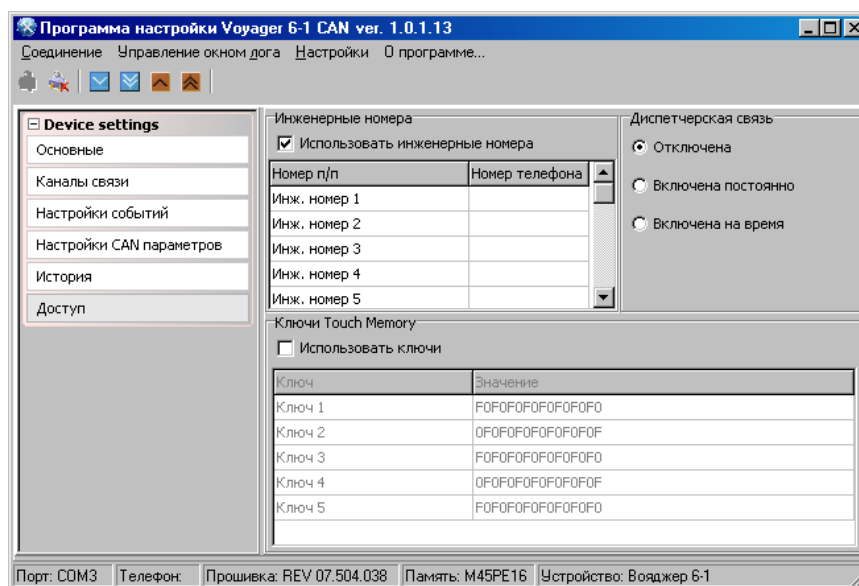 Программа настройки Voyager 6-1 CAN ver. 1.0.1.13
Соединение Управление окном лога Настройки О программе...
Device settings
Основные
Каналы связи
Настройки событий
Настройки CAN параметров
История
Доступ
Инженерные номера
Использовать инженерные номера
Номер п/п Номер телефона
Инж. номер 1
Инж. номер 2
Инж. номер 3
Инж. номер 4
Инж. номер 5
Диспетчерская связь
Отключена
Включена постоянно
Включена на время
Ключи Touch Memory
Использовать ключи
Ключ Значение
Ключ 1 F0F0F0F0F0F0F0F0
Ключ 2 0F0F0F0F0F0F0F0F
Ключ 3 F0F0F0F0F0F0F0F0
Ключ 4 0F0F0F0F0F0F0F0F
Ключ 5 F0F0F0F0F0F0F0F0
Порт: COM3 Телефон: Прошивка: REV 07.504.038 Память: M45PE16 Устройство: Вояджер 6-1